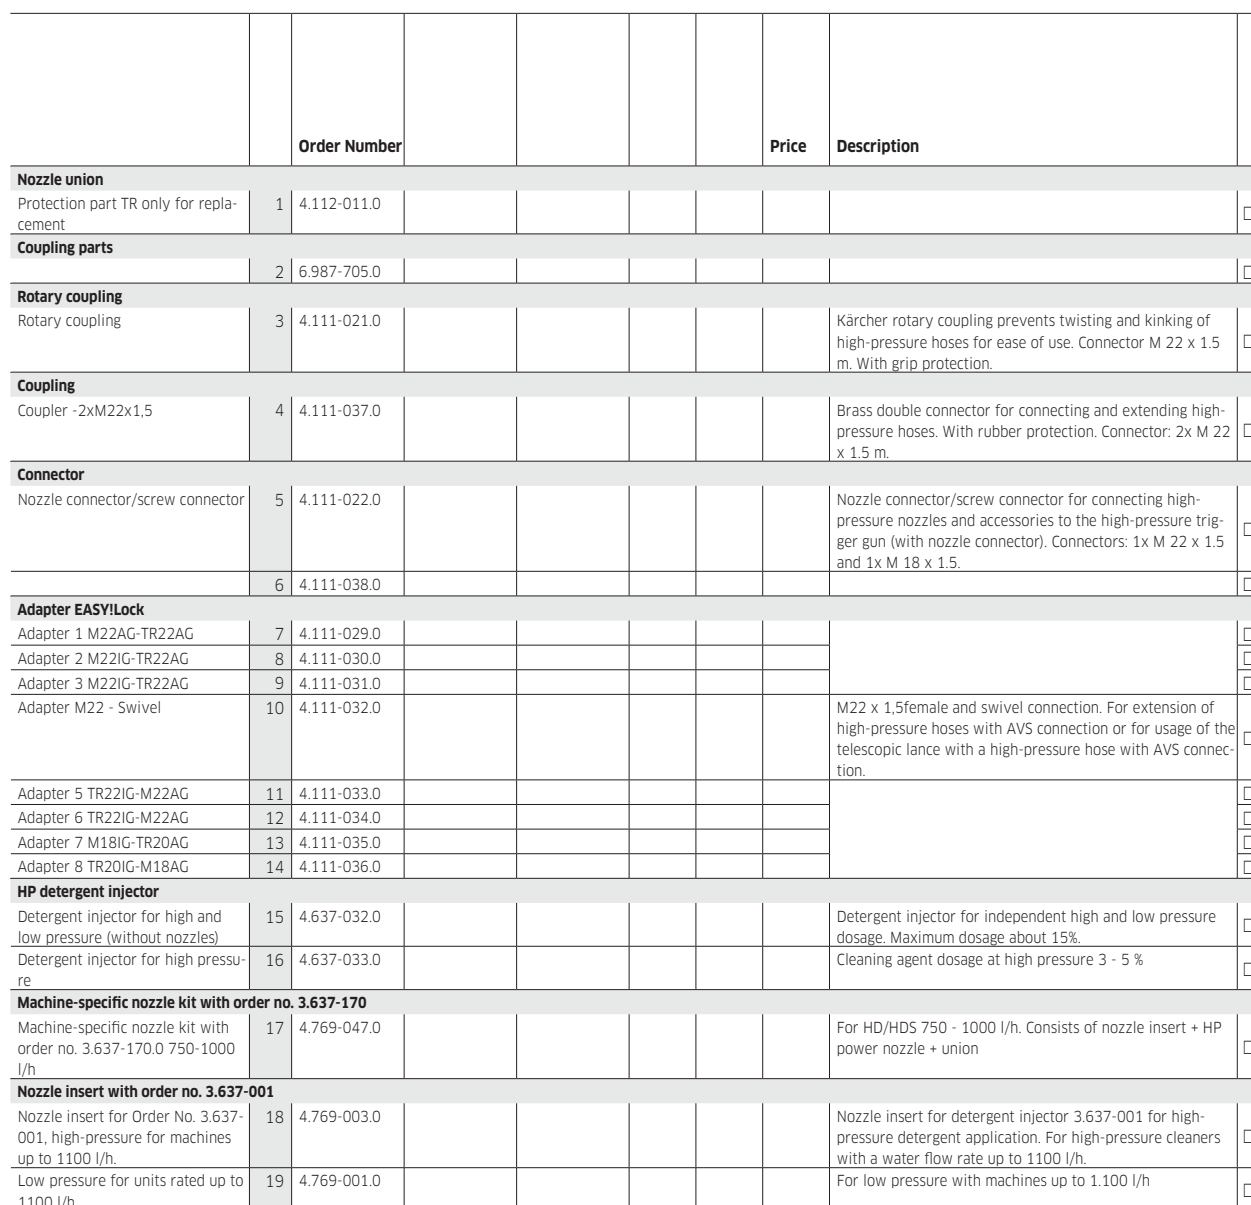 Order Number Price Description
Nozzle union
Protection part TR only for repla- 1 4.112-011.0
cement
Coupling parts
2 6.987-705.0
Rotary coupling
Rotary coupling 3 4.111-021.0 Kärcher rotary coupling prevents twisting and kinking of
high-pressure hoses for ease of use. Connector M 22 x 1.5
m. With grip protection.
Coupling
Coupler -2xM22x1,5 4 4.111-037.0 Brass double connector for connecting and extending high-
pressure hoses. With rubber protection. Connector: 2x M 22
x 1.5 m.
Connector
Nozzle connector/screw connector 5 4.111-022.0 Nozzle connector/screw connector for connecting high-
pressure nozzles and accessories to the high-pressure trig-
ger gun (with nozzle connector). Connectors: 1x M 22 x 1.5
and 1x M 18 x 1.5.
6 4.111-038.0
Adapter EASY!Lock
Adapter 1 M22AG-TR22AG 7 4.111-029.0
Adapter 2 M22IG-TR22AG 8 4.111-030.0
Adapter 3 M22IG-TR22AG 9 4.111-031.0
Adapter M22 - Swivel 10 4.111-032.0 M22 x 1,5female and swivel connection. For extension of
high-pressure hoses with AVS connection or for usage of the
telescopic lance with a high-pressure hose with AVS connec-
tion.
Adapter 5 TR22IG-M22AG 11 4.111-033.0
Adapter 6 TR22IG-M22AG 12 4.111-034.0
Adapter 7 M18IG-TR20AG 13 4.111-035.0
Adapter 8 TR20IG-M18AG 14 4.111-036.0
HP detergent injector
Detergent injector for high and 15 4.637-032.0 Detergent injector for independent high and low pressure
low pressure (without nozzles) dosage. Maximum dosage about 15%.
Detergent injector for high pressu- 16 4.637-033.0 Cleaning agent dosage at high pressure 3 - 5 %
re
Machine-specific nozzle kit with order no. 3.637-170
Machine-specific nozzle kit with 17 4.769-047.0 For HD/HDS 750 - 1000 l/h. Consists of nozzle insert + HP
order no. 3.637-170.0 750-1000 power nozzle + union
l/h
Nozzle insert with order no. 3.637-001
Nozzle insert for Order No. 3.637- 18 4.769-003.0 Nozzle insert for detergent injector 3.637-001 for high-
001, high-pressure for machines pressure detergent application. For high-pressure cleaners
up to 1100 l/h. with a water flow rate up to 1100 l/h.
Low pressure for units rated up to 19 4.769-001.0 For low pressure with machines up to 1.100 l/h
1100 l/h